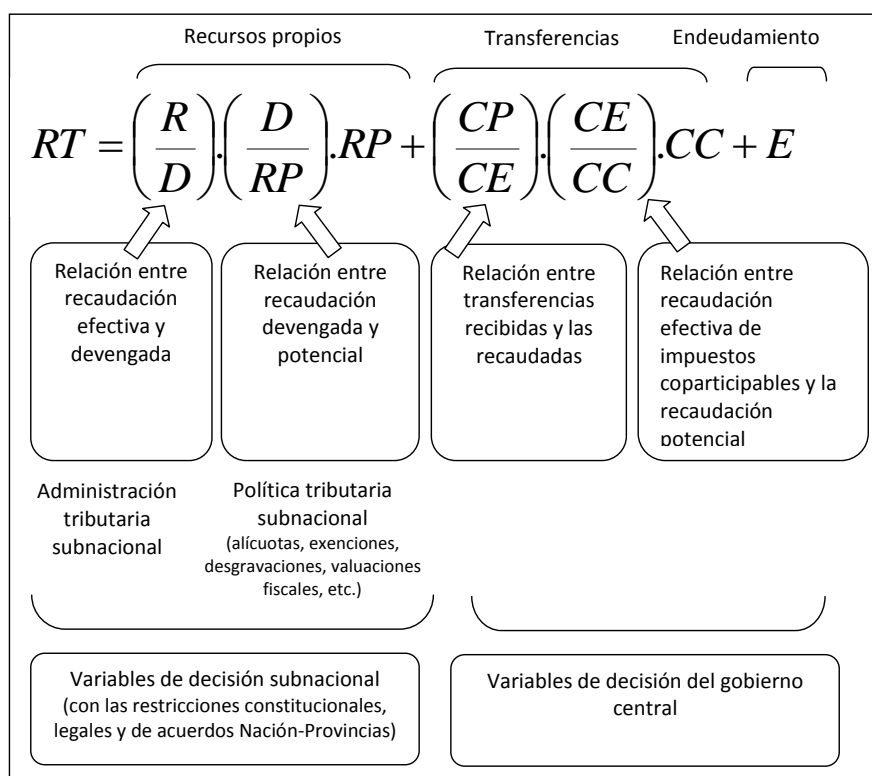 Recursos propios
Transferencias
Endeudamiento
RT = (R/D).(D/RP).RP + (CP/CE).(CE/CC).CC + E
Relación entre
recaudación
efectiva y
devengada
Relación entre
recaudación
devengada y
potencial
Relación entre
transferencias
recibidas y las
recaudadas
Relación entre
recaudación
efectiva de
impuestos
coparticipables y la
recaudación
potencial
Administración
tributaria
subnacional
Política tributaria
subnacional
(alícuotas, exenciones,
desgravaciones, valuaciones
fiscales, etc.)
Variables de decisión subnacional
(con las restricciones constitucionales,
legales y de acuerdos Nación-Provincias)
Variables de decisión del gobierno
central